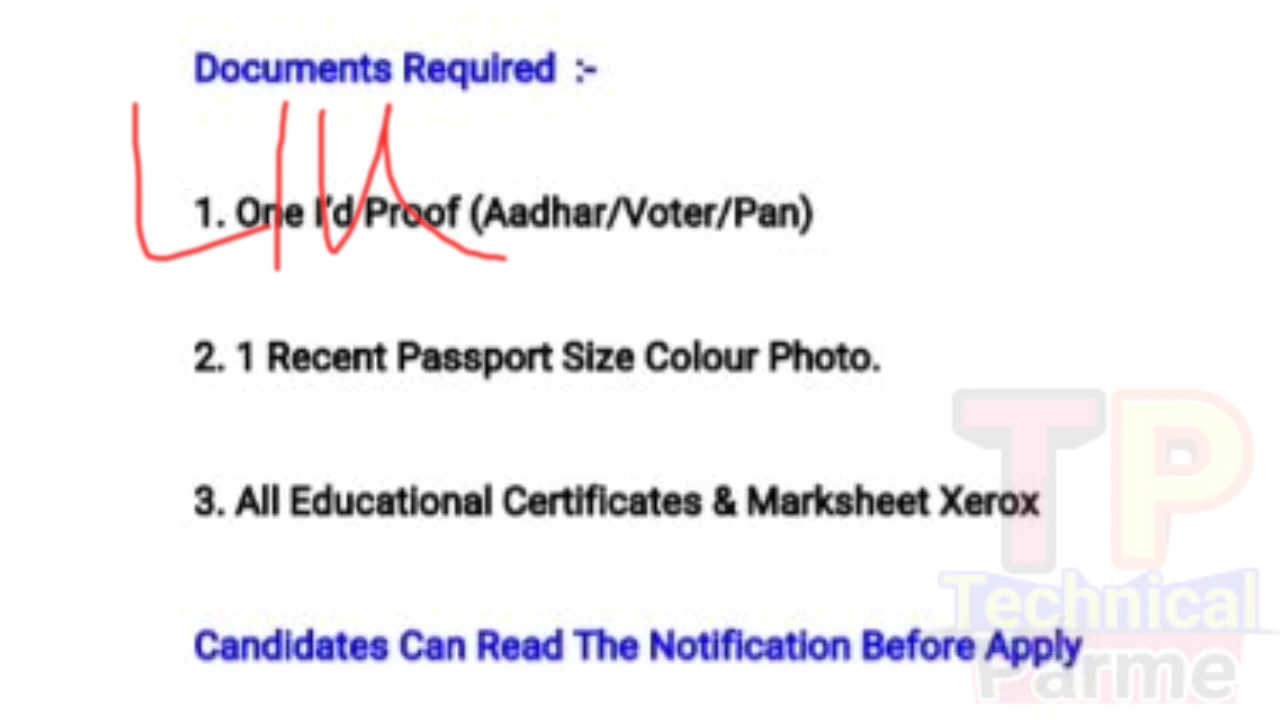 Documents Required :-
1. One I'd Proof (Aadhar/Voter/Pan)
2. 1 Recent Passport Size Colour Photo.
3. All Educational Certificates & Marksheet Xerox
Candidates Can Read The Notification Before Apply
TP
Technical
Parme